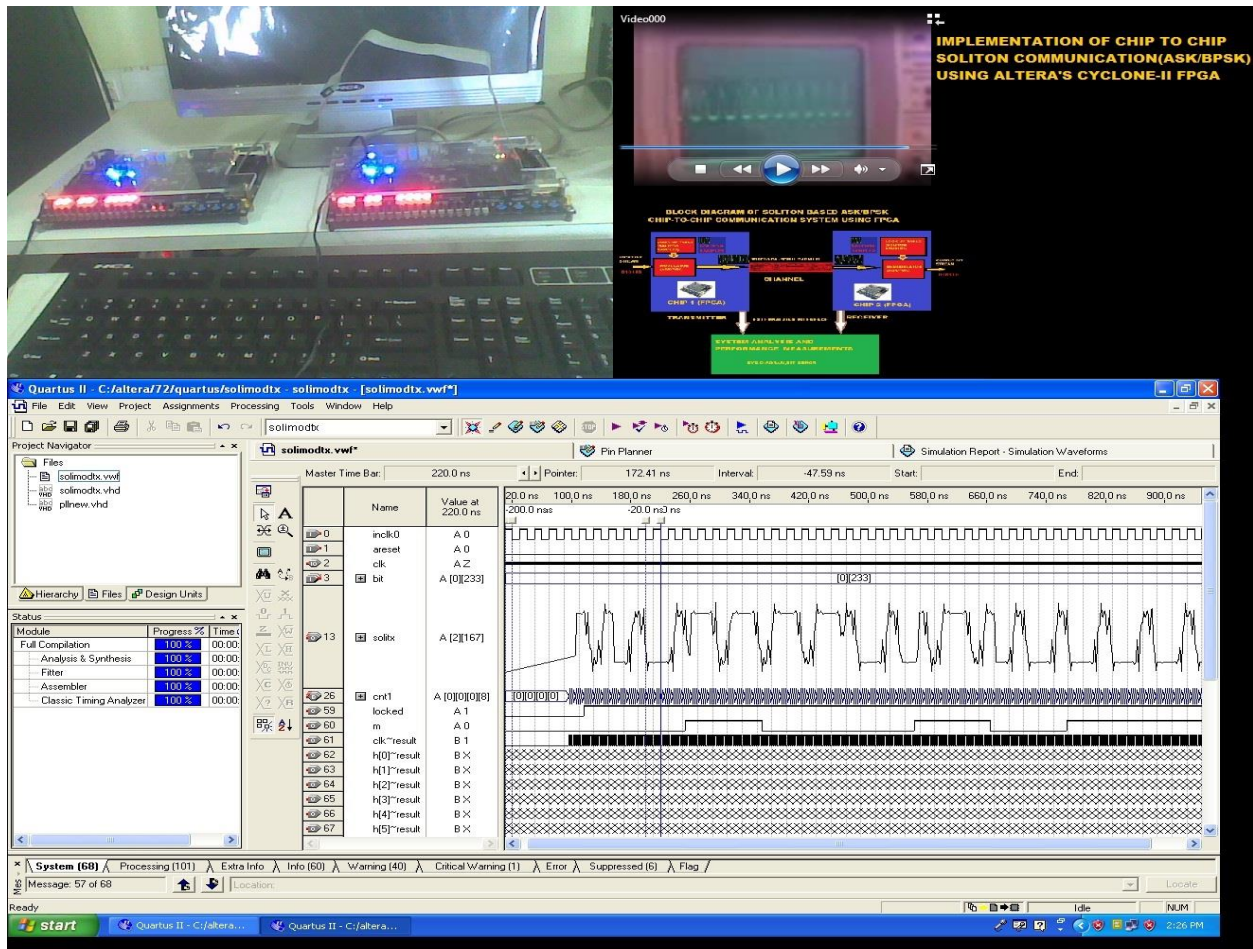 Video000
IMPLEMENTATION OF CHIP TO CHIP
SOLITON COMMUNICATION(ASK/BPSK)
USING ALTERA'S CYCLONE-II FPGA
BLOCK DIAGRAM OF SOLITON BASED ASK/BPSK
CHIP-TO-CHIP COMMUNICATION SYSTEM USING FPGA
CHANNEL
CHIP 1 (FPGA)
CHIP 2 (FPGA)
TRANSMITTER
RECEIVER
SYSTEM ANALYSIS AND
PERFORMANCE MEASUREMENTS
Quartus II - C:/altera/72/quartus/solimodtx - solimodtx - [solimodtx.vwf*]
File Edit View Project Assignments Processing Tools Window Help
solimodtx
Project Navigator
solimodtx.vwf*
Pin Planner
Simulation Report - Simulation Waveforms
Files
solimodtx.vwf
solimodtx.vhd
pllnew.vhd
Hierarchy Files Design Units
Master Time Bar: 220.0 ns Pointer: 172.41 ns Interval: -47.59 ns Start: End:
Name
Value at
220.0 ns
20.0 ns 100.0 ns 180.0 ns 260.0 ns 340.0 ns 420.0 ns 500.0 ns 580.0 ns 660.0 ns 740.0 ns 820.0 ns 900.0 ns
0 inclk0 A 0
1 areset A 0
2 clk A Z
3 bit A [0][233] [0][233]
13 solitx A [2][167]
26 cnt1 A [0][0][0][8] [0][0][0][0]
59 locked A 1
60 m A 0
61 clk~result B 1
62 h[0]~result B X
63 h[1]~result B X
64 h[2]~result B X
65 h[3]~result B X
66 h[4]~result B X
67 h[5]~result B X
Status
Module Progress % Time (
Full Compilation 100 % 00:00:
Analysis & Synthesis 100 % 00:00:
Fitter 100 % 00:00:
Assembler 100 % 00:00:
Classic Timing Analyzer 100 % 00:00:
System (68) Processing (101) Extra Info Info (60) Warning (40) Critical Warning (1) Error Suppressed (6) Flag
Message: 57 of 68 Location: Locate
Ready Idle NUM
start Quartus II - C:/altera... Quartus II - C:/altera... 2:26 PM